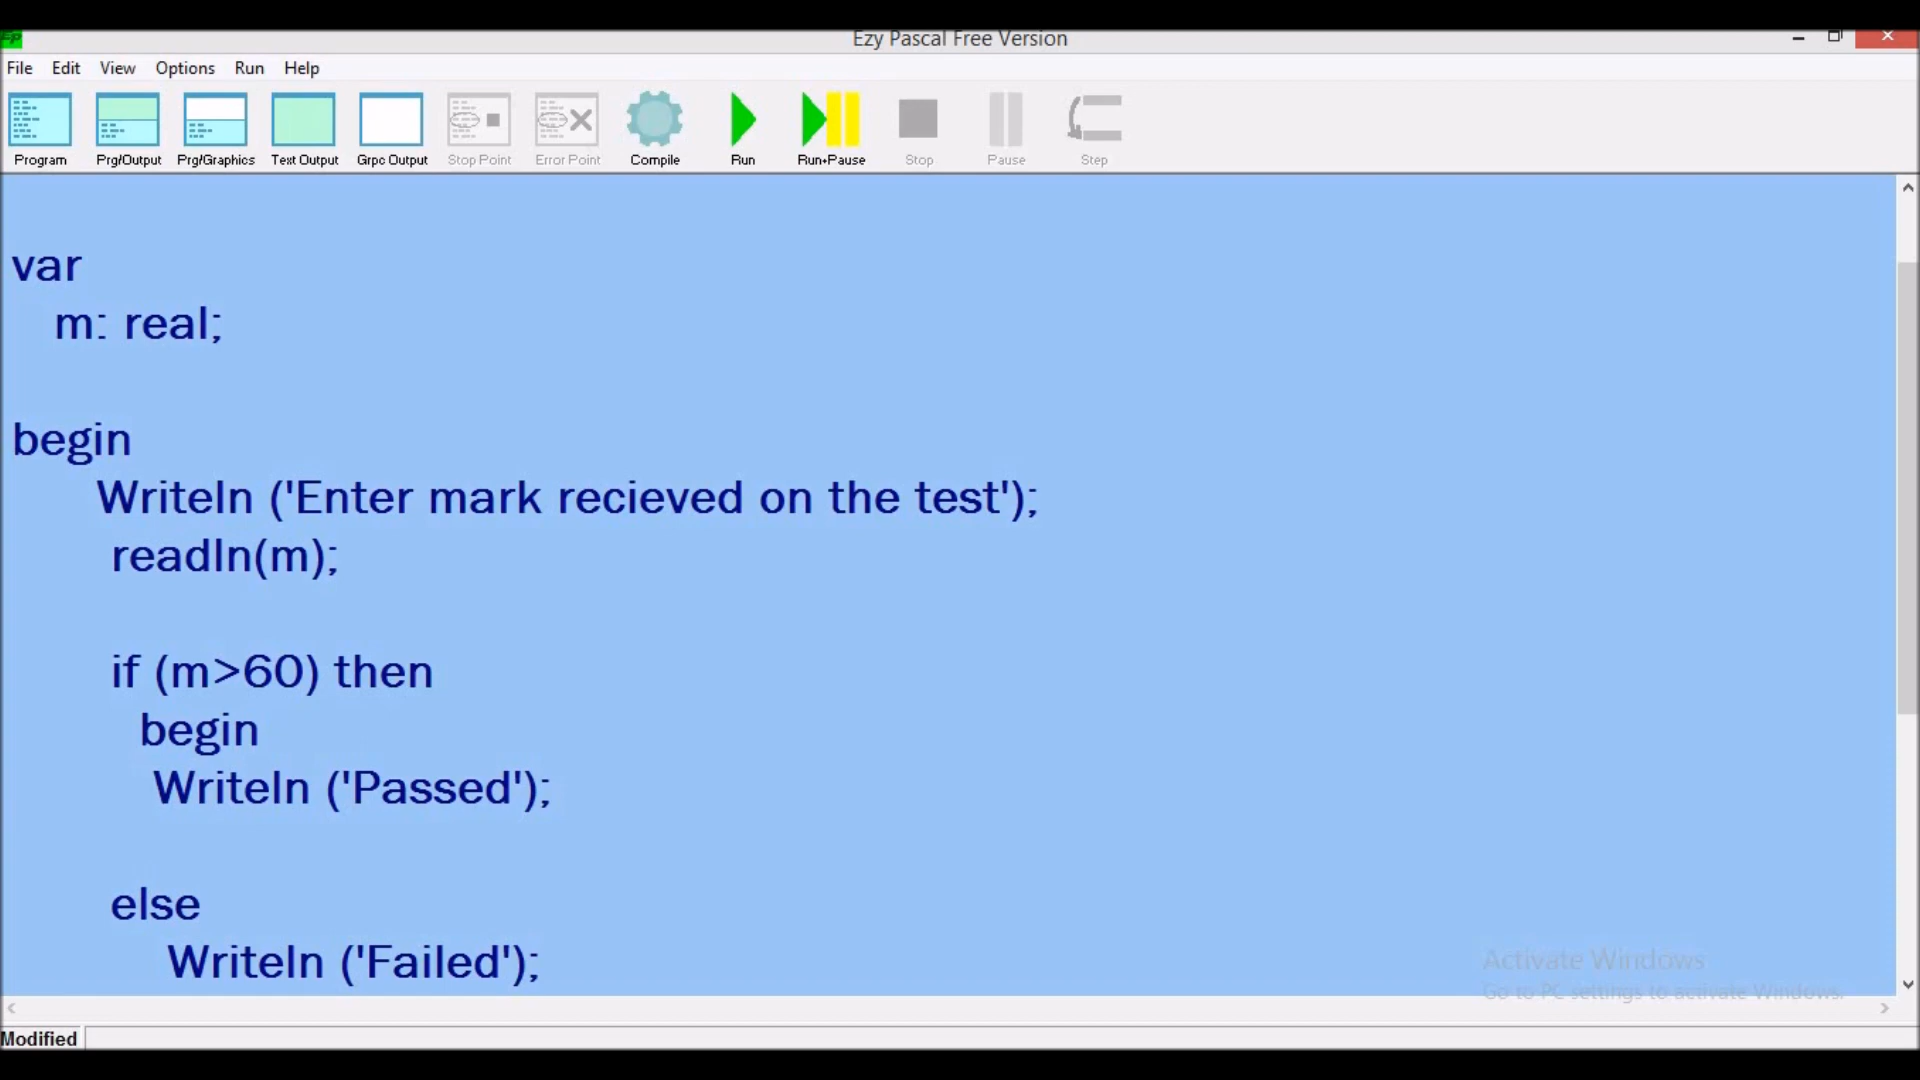 EP
Ezy Pascal Free Version
File Edit View Options Run Help
Program Prg/Output Prg/Graphics Text Output Grpc Output Stop Point Error Point Compile Run Run+Pause Stop Pause Step
var
m: real;
begin
Writeln ('Enter mark recieved on the test');
readln(m);
if (m>60) then
begin
Writeln ('Passed');
else
Writeln ('Failed');
Activate Windows
Go to PC settings to activate Windows.
Modified